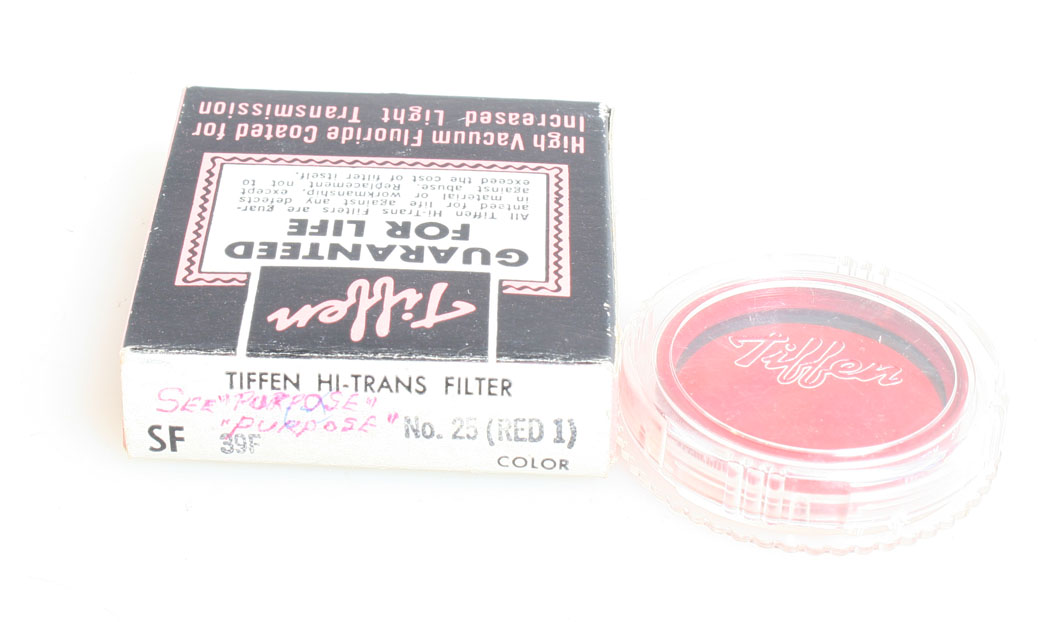 High Vacuum Fluoride Coated for
Increased Light Transmission
GUARANTEED
FOR LIFE
All Tiffen Hi-Trans Filters are guar-
anteed for life against any defects
in material or workmanship, except
against abuse. Replacement not to
exceed the cost of filter itself.
Tiffen
TIFFEN HI-TRANS FILTER
SEE "PURPOSE"
"PURPOSE"
SF 39F No. 25 (RED 1)
COLOR
Tiffen